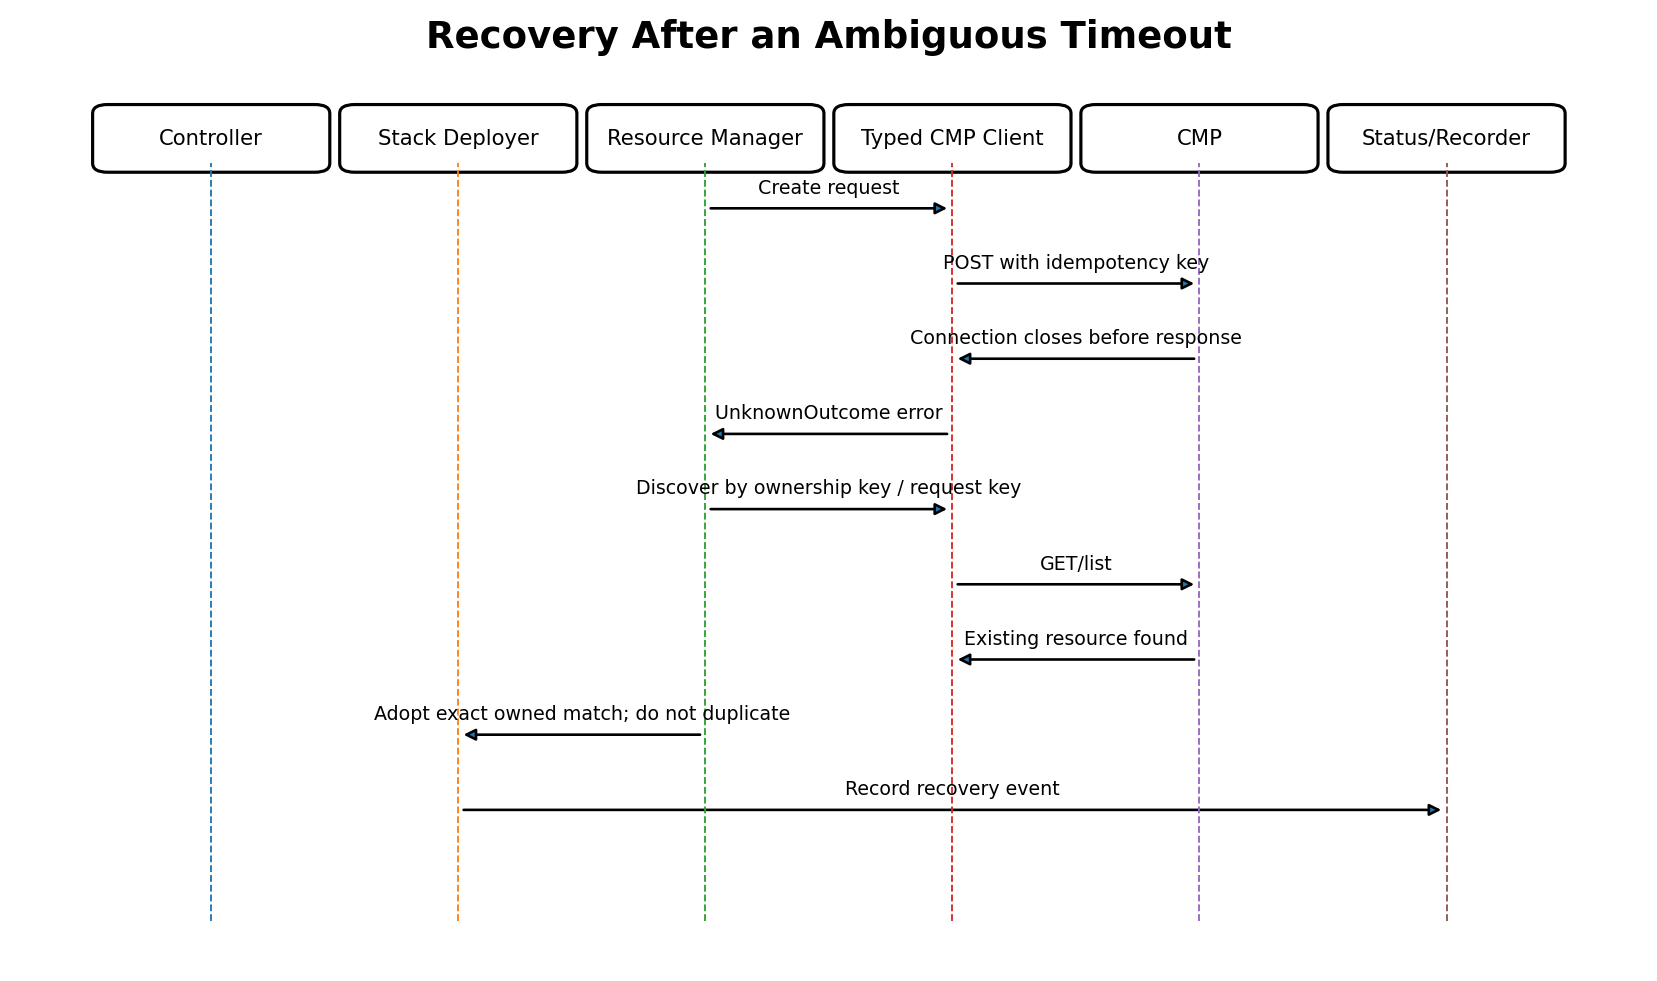 Recovery After an Ambiguous Timeout
Controller
Stack Deployer
Resource Manager
Typed CMP Client
CMP
Status/Recorder
Create request
POST with idempotency key
Connection closes before response
UnknownOutcome error
Discover by ownership key / request key
GET/list
Existing resource found
Adopt exact owned match; do not duplicate
Record recovery event